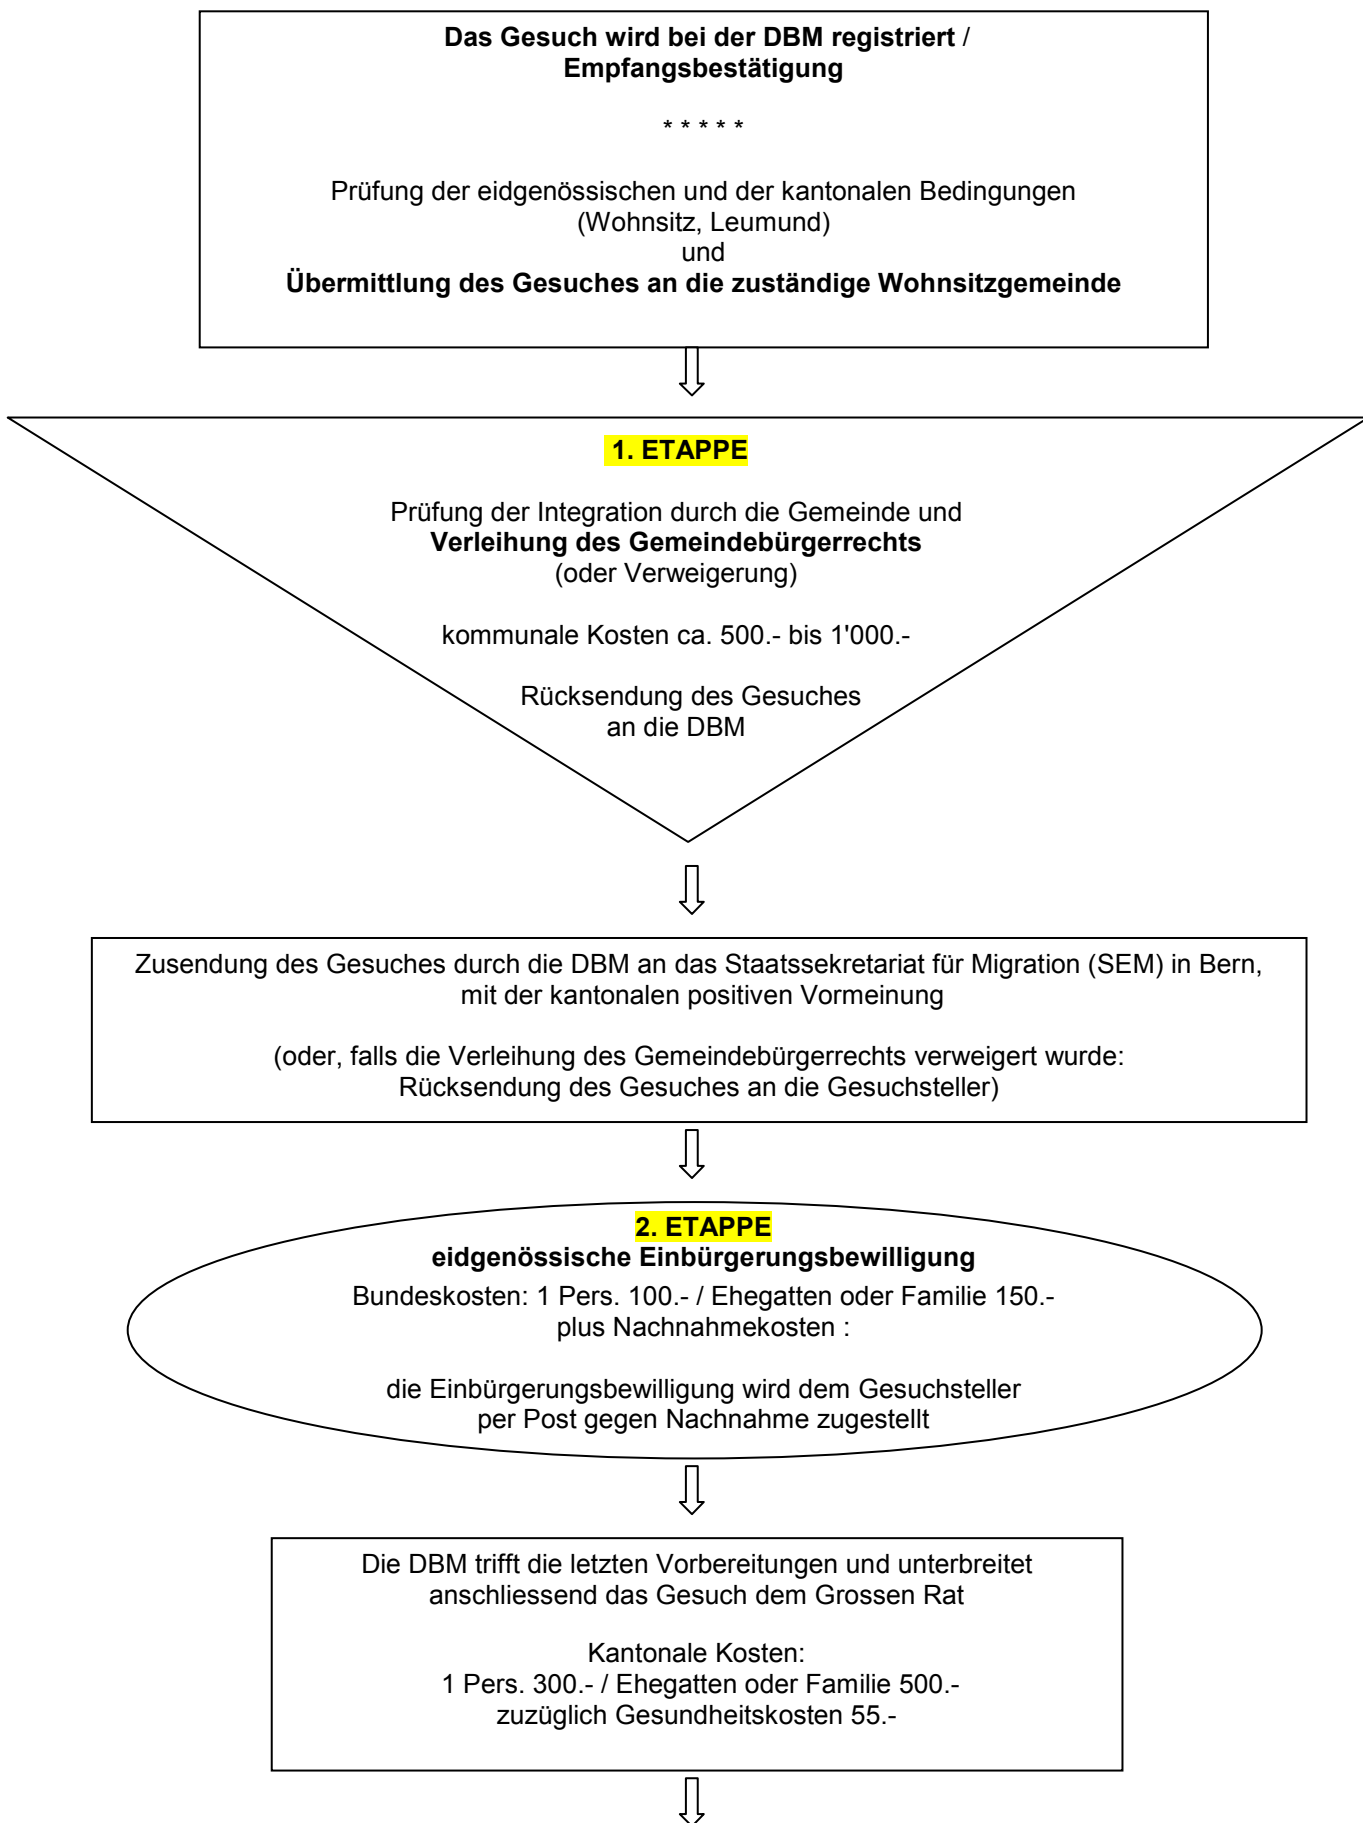 Das Gesuch wird bei der DBM registriert /
Empfangsbestätigung
* * * * *
Prüfung der eidgenössischen und der kantonalen Bedingungen
(Wohnsitz, Leumund)
und
Übermittlung des Gesuches an die zuständige Wohnsitzgemeinde
1. ETAPPE
Prüfung der Integration durch die Gemeinde und
Verleihung des Gemeindebürgerrechts
(oder Verweigerung)
kommunale Kosten ca. 500.- bis 1'000.-
Rücksendung des Gesuches
an die DBM
Zusendung des Gesuches durch die DBM an das Staatssekretariat für Migration (SEM) in Bern,
mit der kantonalen positiven Vormeinung
(oder, falls die Verleihung des Gemeindebürgerrechts verweigert wurde:
Rücksendung des Gesuches an die Gesuchsteller)
2. ETAPPE
eidgenössische Einbürgerungsbewilligung
Bundeskosten: 1 Pers. 100.- / Ehegatten oder Familie 150.-
plus Nachnahmekosten :
die Einbürgerungsbewilligung wird dem Gesuchsteller
per Post gegen Nachnahme zugestellt
Die DBM trifft die letzten Vorbereitungen und unterbreitet
anschliessend das Gesuch dem Grossen Rat
Kantonale Kosten:
1 Pers. 300.- / Ehegatten oder Familie 500.-
zuzüglich Gesundheitskosten 55.-